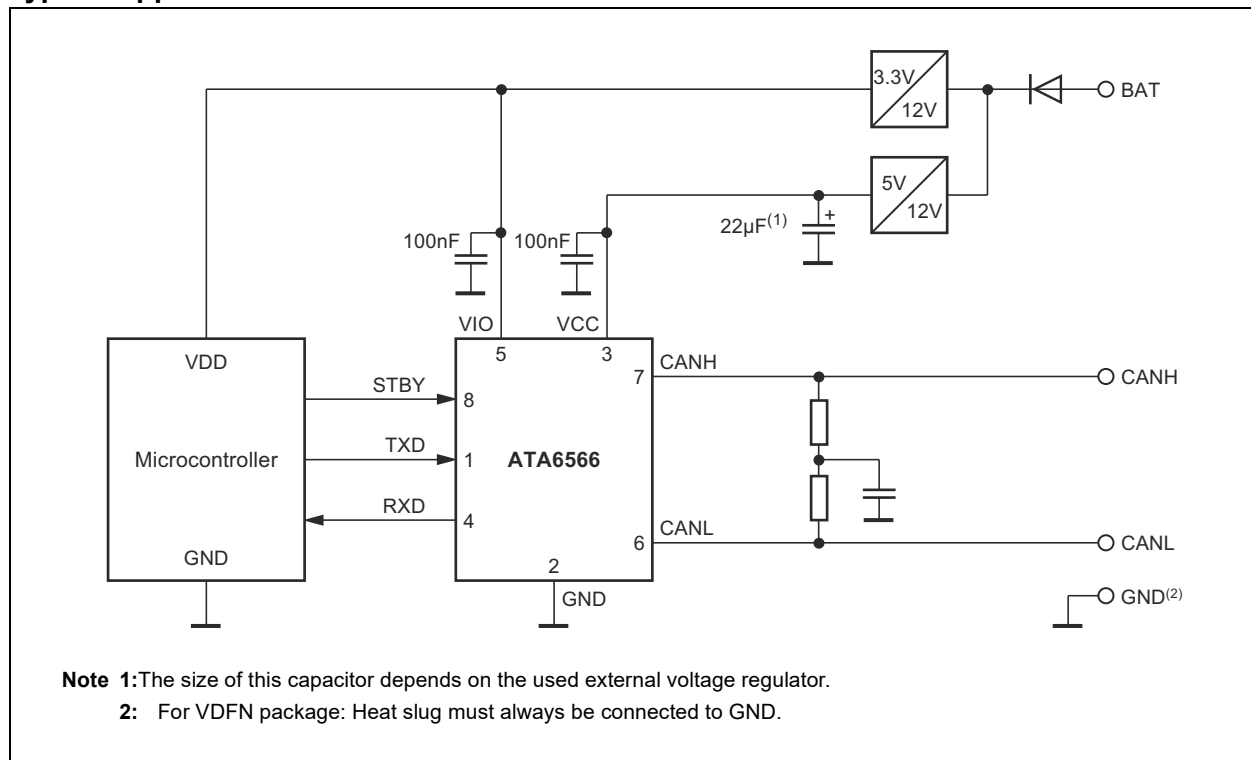 3.3V
12V
BAT
5V
12V
22µF(1)
+
100nF
100nF
VIO
VCC
5
3
VDD
7
CANH
CANH
STBY
8
Microcontroller
TXD
1
ATA6566
RXD
4
6
CANL
CANL
GND
2
GND
GND(2)
Note 1:The size of this capacitor depends on the used external voltage regulator.
2: For VDFN package: Heat slug must always be connected to GND.